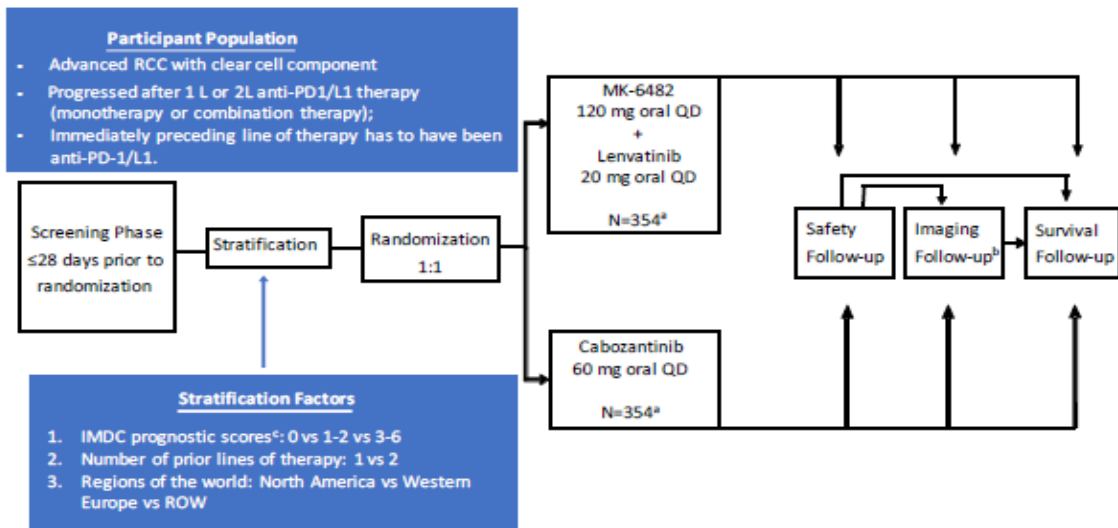 Participant Population
- Advanced RCC with clear cell component
- Progressed after 1 L or 2L anti-PD1/L1 therapy
(monotherapy or combination therapy);
- Immediately preceding line of therapy has to have been
anti-PD-1/L1.
Screening Phase
≤28 days prior to
randomization
Stratification
Randomization
1:1
MK-6482
120 mg oral QD
+
Lenvatinib
20 mg oral QD
N=354ᵃ
Cabozantinib
60 mg oral QD
N=354ᵃ
Safety
Follow-up
Imaging
Follow-upᵇ
Survival
Follow-up
Stratification Factors
1. IMDC prognostic scoresᶜ: 0 vs 1-2 vs 3-6
2. Number of prior lines of therapy: 1 vs 2
3. Regions of the world: North America vs Western
Europe vs ROW